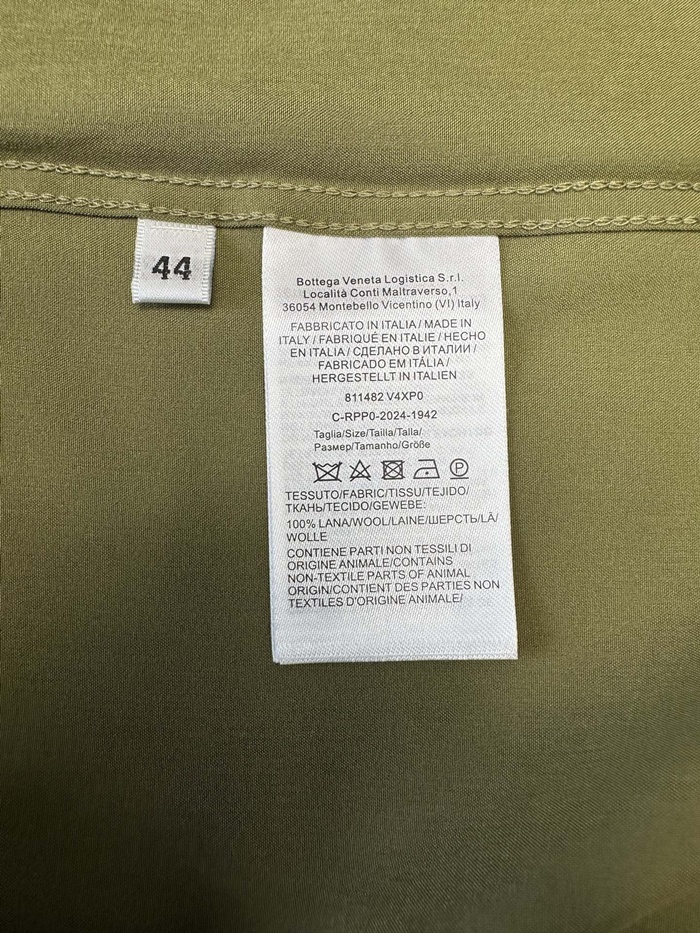 44
Bottega Veneta Logistica S.r.l.
Località Conti Maltraverso,1
36054 Montebello Vicentino (VI) Italy
FABBRICATO IN ITALIA / MADE IN
ITALY / FABRIQUÉ EN ITALIE / HECHO
EN ITALIA / СДЕЛАНО В ИТАЛИИ /
FABRICADO EM ITÁLIA /
HERGESTELLT IN ITALIEN
811482 V4XP0
C-RPP0-2024-1942
Taglia/Size/Tailla/Talla/
Размер/Tamanho/Größe
P
TESSUTO/FABRIC/TISSU/TEJIDO/
ТКАНЬ/TECIDO/GEWEBE:
100% LANA/WOOL/LAINE/ШЕРСТЬ/LÃ/
WOLLE
CONTIENE PARTI NON TESSILI DI
ORIGINE ANIMALE/CONTAINS
NON-TEXTILE PARTS OF ANIMAL
ORIGIN/CONTIENT DES PARTIES NON
TEXTILES D'ORIGINE ANIMALE/